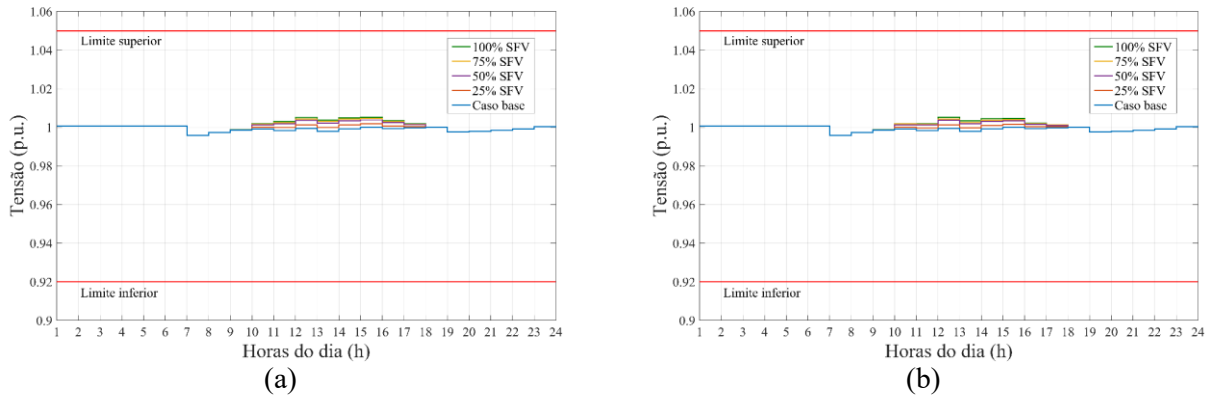 1.06
1.04
1.02
1
0.98
0.96
0.94
0.92
0.9
Tensão (p.u.)
Limite superior
100% SFV
75% SFV
50% SFV
25% SFV
Caso base
Limite inferior
1 2 3 4 5 6 7 8 9 10 11 12 13 14 15 16 17 18 19 20 21 22 23 24
Horas do dia (h)
(a)
1.06
1.04
1.02
1
0.98
0.96
0.94
0.92
0.9
Tensão (p.u.)
Limite superior
100% SFV
75% SFV
50% SFV
25% SFV
Caso base
Limite inferior
1 2 3 4 5 6 7 8 9 10 11 12 13 14 15 16 17 18 19 20 21 22 23 24
Horas do dia (h)
(b)